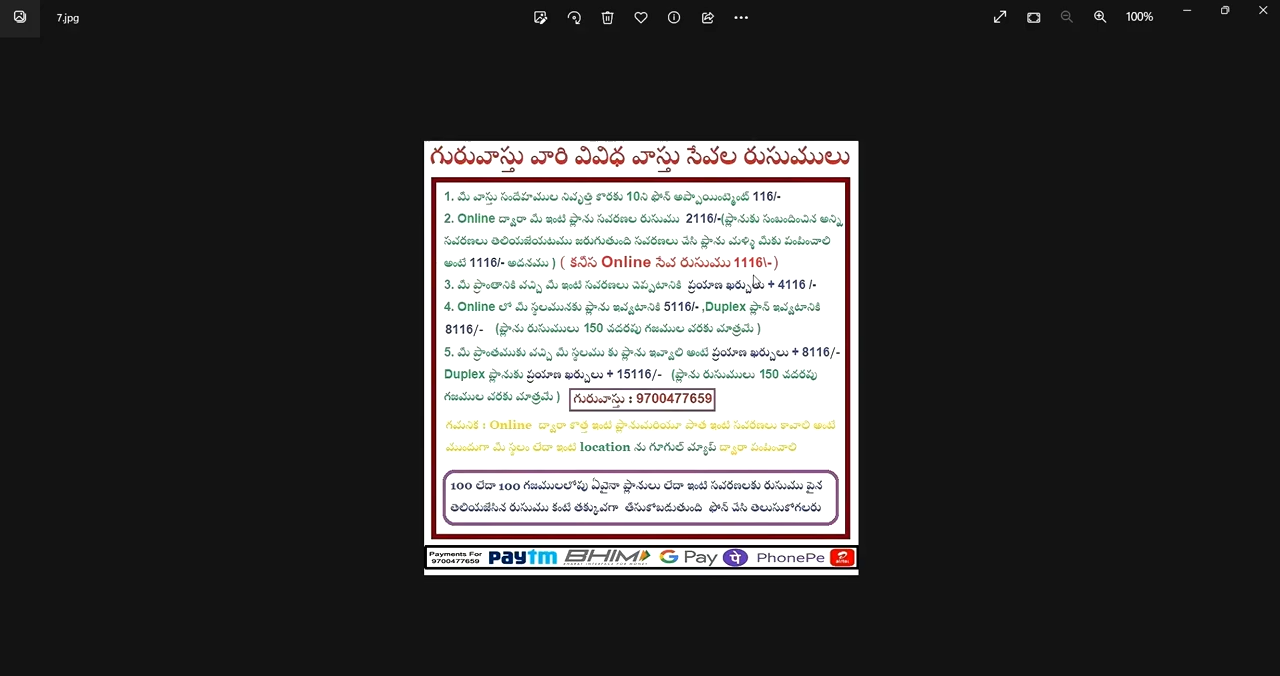 7.jpg
100%
గురువాస్తు వారి వివిధ వాస్తు సేవల రుసుములు
1. మీ వాస్తు సందేహముల నివృత్తి కొరకు 10ని ఫోన్ అప్పాయింట్మెంట్ 116/-
2. Online ద్వారా మీ ఇంటి ప్లాను సవరణల రుసుము 2116/-(ప్లానుకు సంబందించిన అన్ని
సవరణలు తెలియజేయటము జరుగుతుంది సవరణలు చేసి ప్లాను మళ్ళి మీకు పంపించాలి
అంటే 1116/- అదనము ) ( కనీస Online సేవ రుసుము 1116\- )
3. మీ ప్రాంతానికి వచ్చి మీ ఇంటి సవరణలు చెప్పటానికి ప్రయాణ ఖర్చులు + 4116 /-
4. Online లో మీ స్థలమునకు ప్లాను ఇవ్వటానికి 5116/- ,Duplex ప్లాన్ ఇవ్వటానికి
8116/- (ప్లాను రుసుములు 150 చదరపు గజముల వరకు మాత్రమే )
5. మీ ప్రాంతముకు వచ్చి మీ స్థలము కు ప్లాను ఇవ్వాలి అంటే ప్రయాణ ఖర్చులు + 8116/-
Duplex ప్లానుకు ప్రయాణ ఖర్చులు + 15116/- (ప్లాను రుసుములు 150 చదరపు
గజముల వరకు మాత్రమే ) గురువాస్తు : 9700477659
గమనిక : Online ద్వారా కొత్త ఇంటి ప్లానుమరియూ పాత ఇంటి సవరణలు కావాలి అంటే
ముందుగా మీ స్థలం లేదా ఇంటి location ను గూగుల్ మ్యాప్ ద్వారా పంపించాలి
100 లేదా 100 గజములలోపు ఏవైనా ప్లానులు లేదా ఇంటి సవరణలకు రుసుము పైన
తెలియజేసిన రుసుము కంటే తక్కువగా తీసుకోబడుతుంది ఫోన్ చేసి తెలుసుకోగలరు
Payments For
9700477659
paytm BHIM G Pay PhonePe airtel